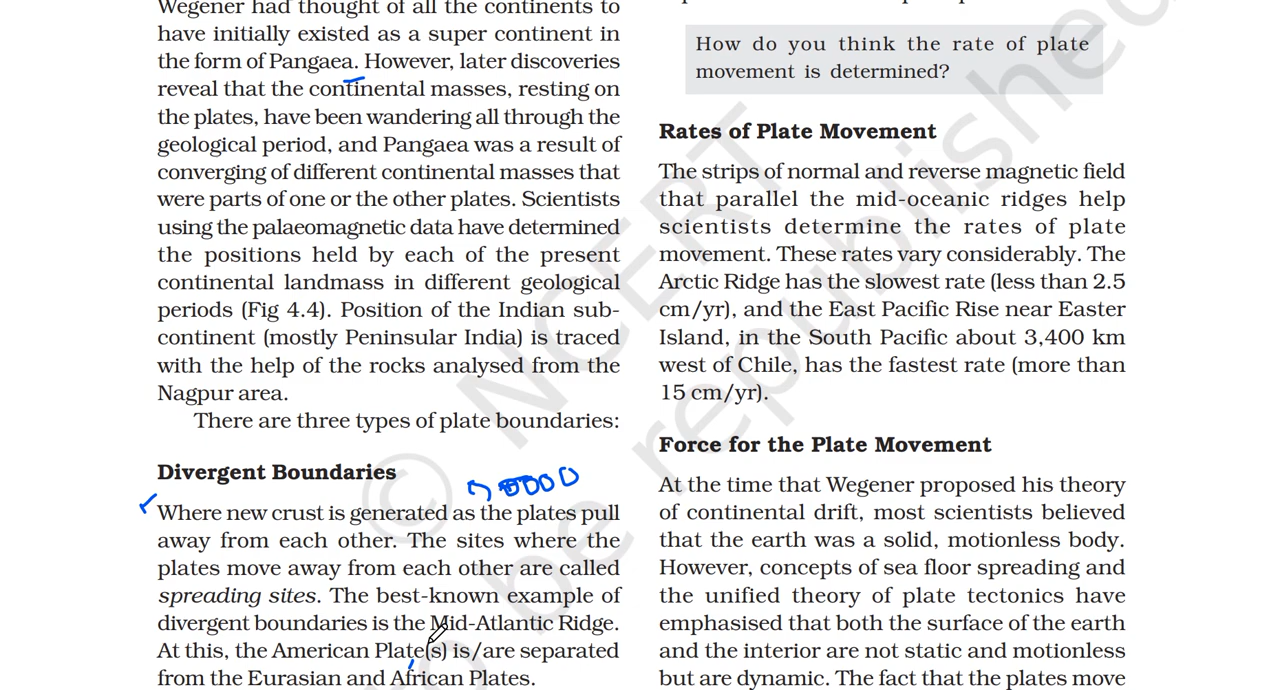 Wegener had thought of all the continents to
have initially existed as a super continent in
the form of Pangaea. However, later discoveries
reveal that the continental masses, resting on
the plates, have been wandering all through the
geological period, and Pangaea was a result of
converging of different continental masses that
were parts of one or the other plates. Scientists
using the palaeomagnetic data have determined
the positions held by each of the present
continental landmass in different geological
periods (Fig 4.4). Position of the Indian sub-
continent (mostly Peninsular India) is traced
with the help of the rocks analysed from the
Nagpur area.
There are three types of plate boundaries:
Divergent Boundaries
Where new crust is generated as the plates pull
away from each other. The sites where the
plates move away from each other are called
spreading sites. The best-known example of
divergent boundaries is the Mid-Atlantic Ridge.
At this, the American Plate(s) is/are separated
from the Eurasian and African Plates.
How do you think the rate of plate
movement is determined?
Rates of Plate Movement
The strips of normal and reverse magnetic field
that parallel the mid-oceanic ridges help
scientists determine the rates of plate
movement. These rates vary considerably. The
Arctic Ridge has the slowest rate (less than 2.5
cm/yr), and the East Pacific Rise near Easter
Island, in the South Pacific about 3,400 km
west of Chile, has the fastest rate (more than
15 cm/yr).
Force for the Plate Movement
At the time that Wegener proposed his theory
of continental drift, most scientists believed
that the earth was a solid, motionless body.
However, concepts of sea floor spreading and
the unified theory of plate tectonics have
emphasised that both the surface of the earth
and the interior are not static and motionless
but are dynamic. The fact that the plates move
© NCERT
o be republished